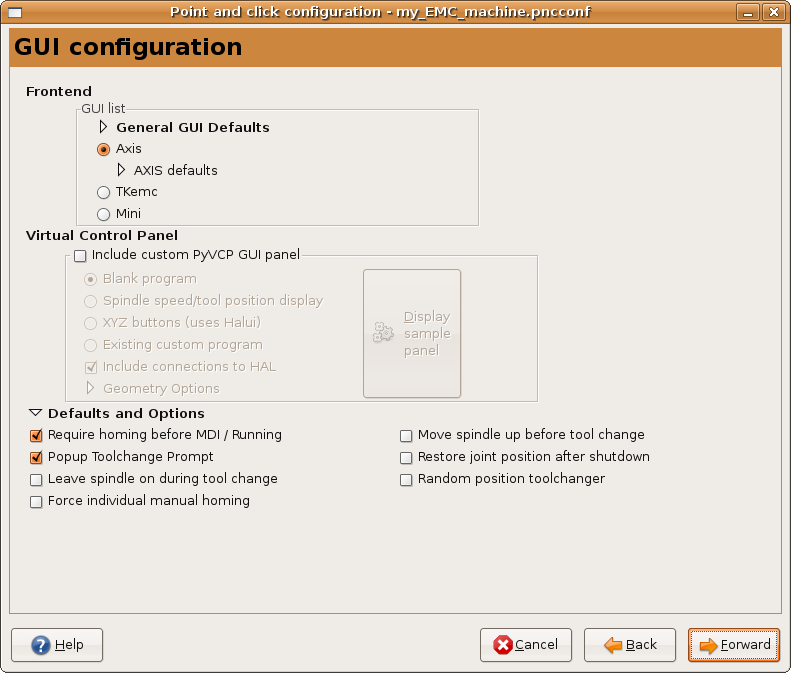 Point and click configuration - my_EMC_machine.pncconf
GUI configuration
Frontend
GUI list
General GUI Defaults
Axis
AXIS defaults
TKemc
Mini
Virtual Control Panel
Include custom PyVCP GUI panel
Blank program
Spindle speed/tool position display
XYZ buttons (uses Halui)
Existing custom program
Include connections to HAL
Geometry Options
Display
sample
panel
Defaults and Options
Require homing before MDI / Running
Popup Toolchange Prompt
Leave spindle on during tool change
Force individual manual homing
Move spindle up before tool change
Restore joint position after shutdown
Random position toolchanger
Help
Cancel
Back
Forward